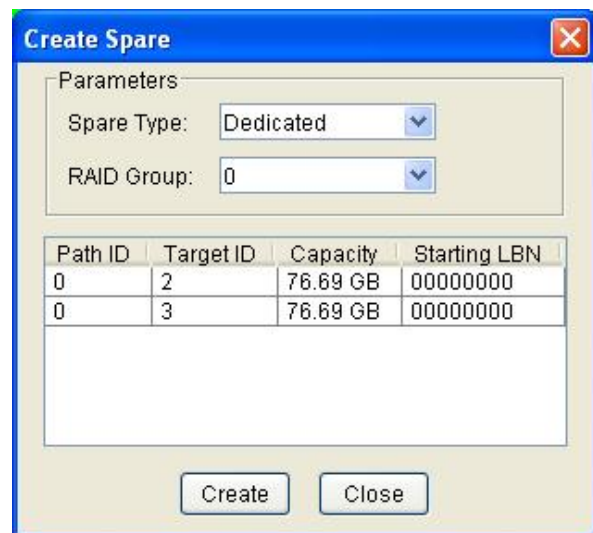 Create Spare
Parameters
Spare Type: Dedicated
RAID Group: 0
Path ID Target ID Capacity Starting LBN
0 2 76.69 GB 00000000
0 3 76.69 GB 00000000
Create Close